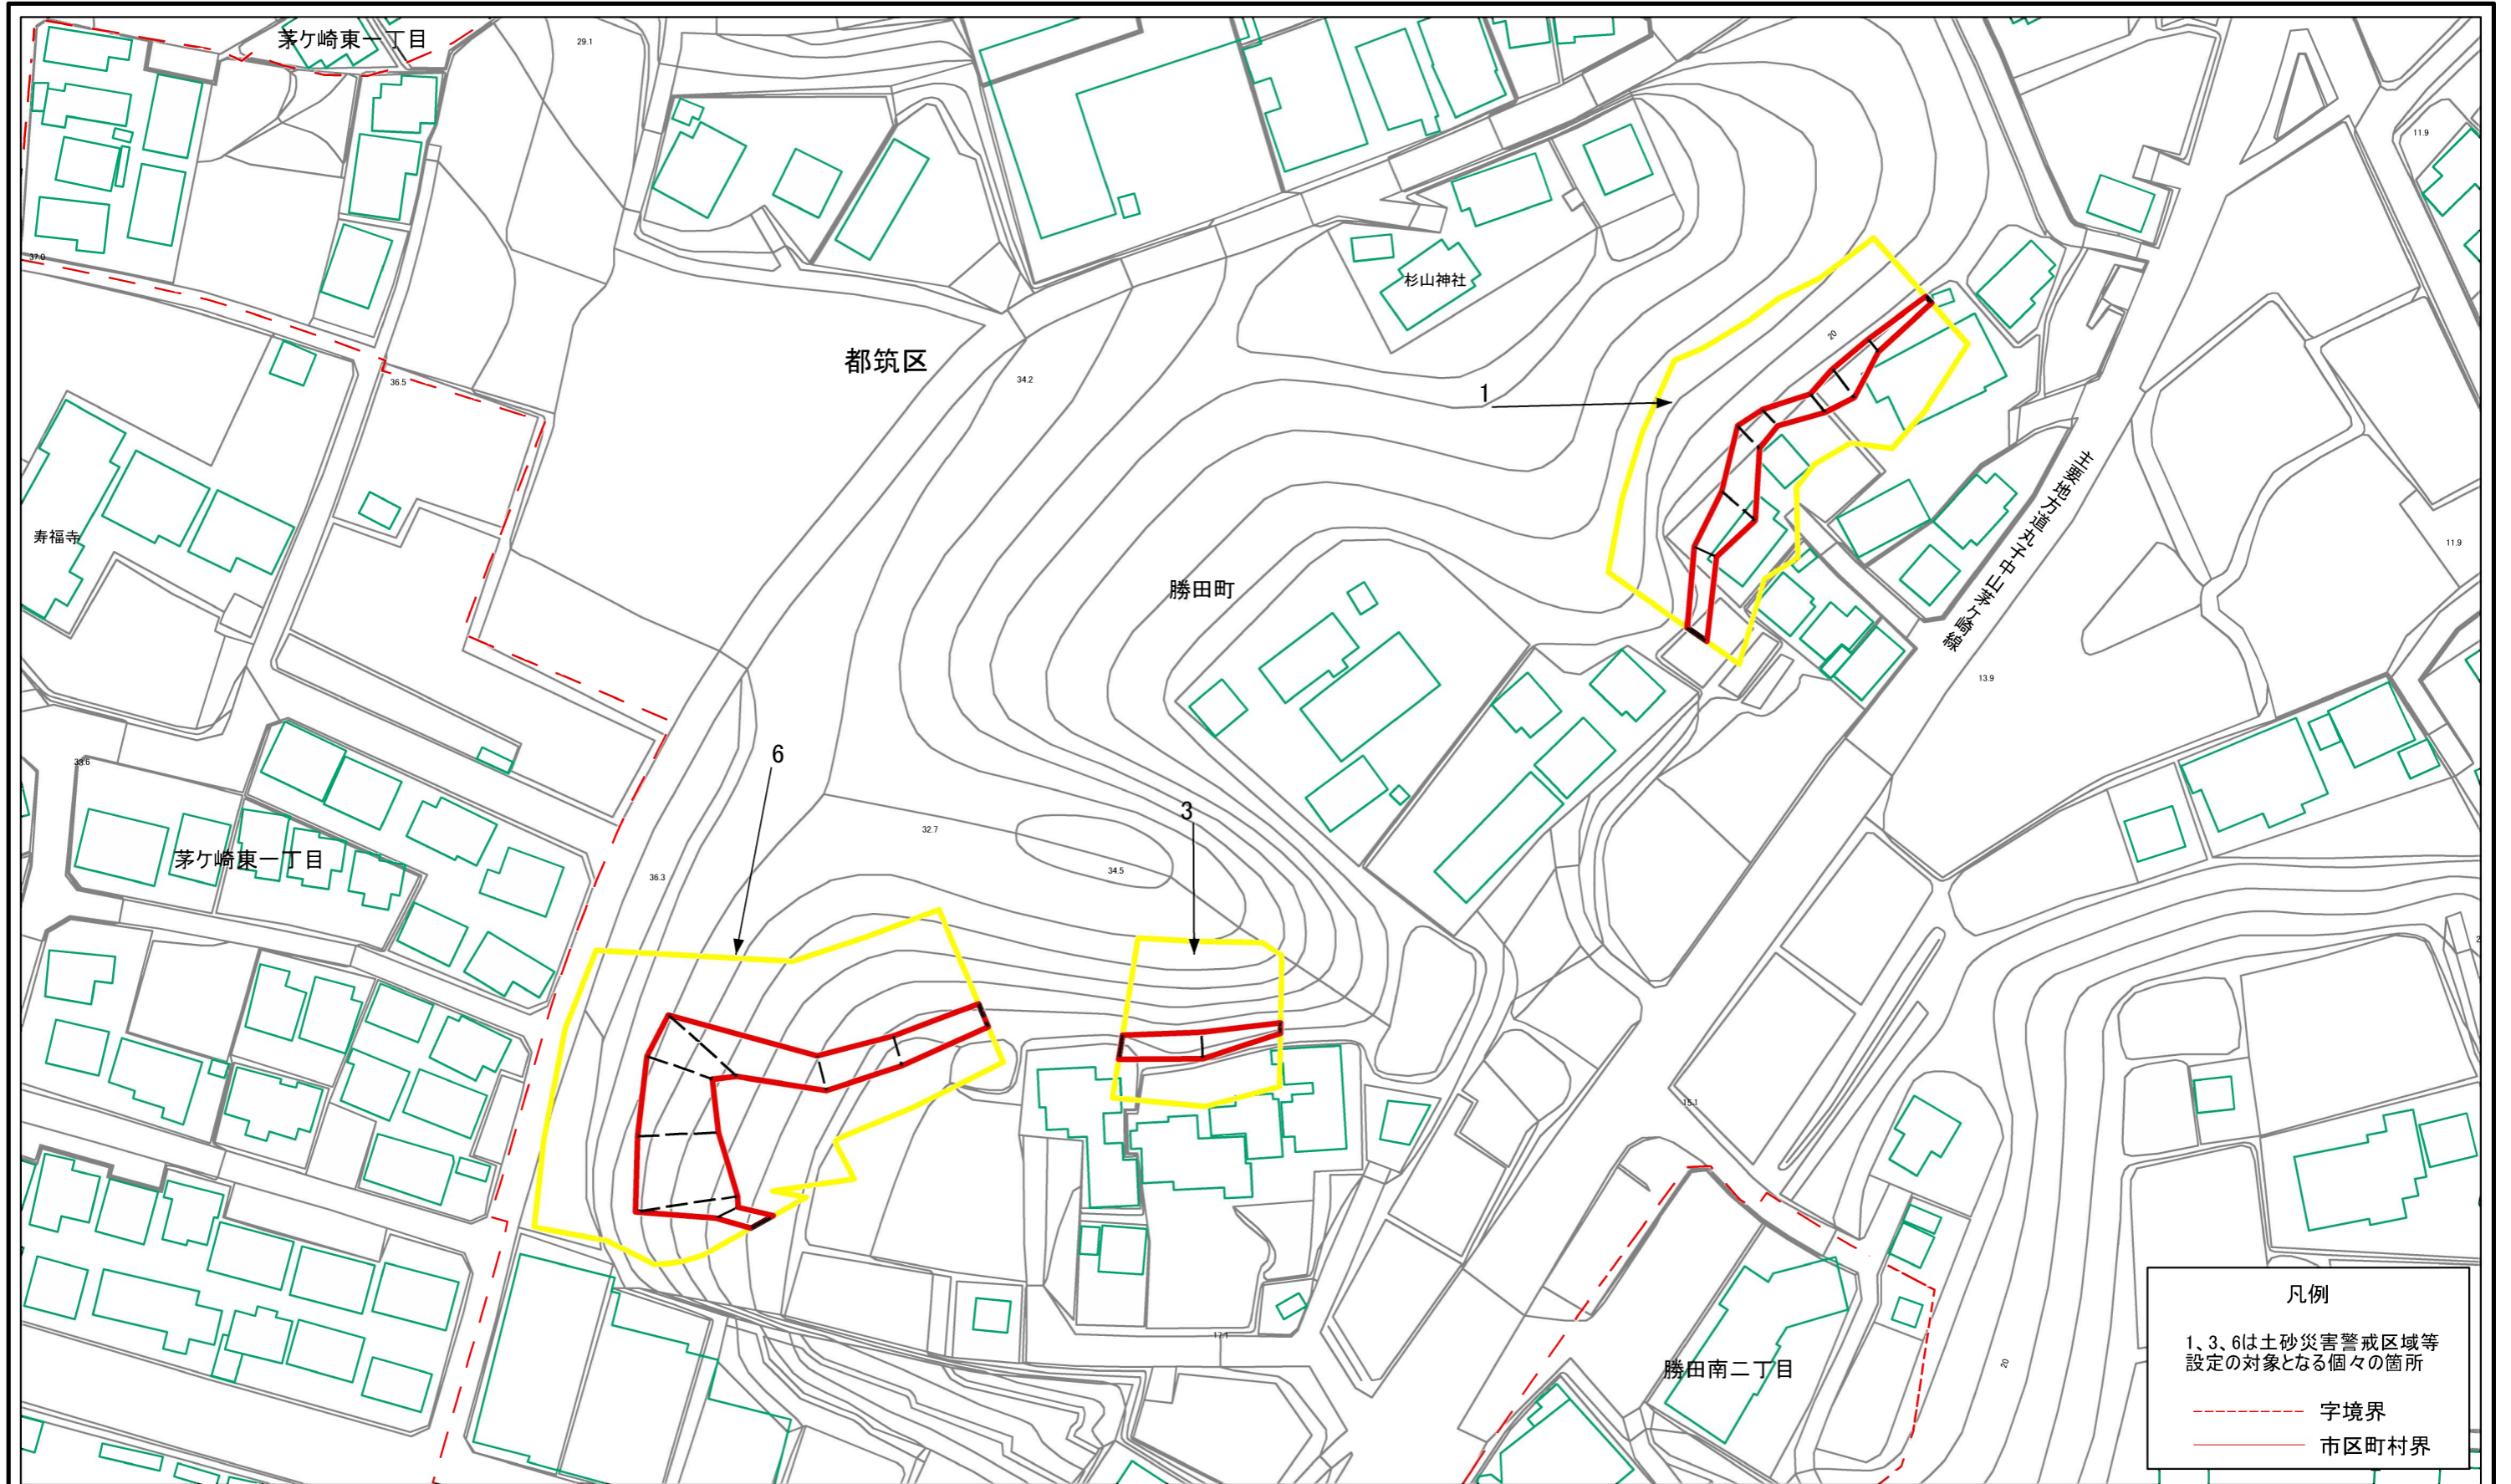 茅ケ崎東一丁目
29.1
11.9
37.0
杉山神社
20
都筑区
34.2
36.5
1
主要地方道丸子中山茅ケ崎線
寿福寺
11.9
勝田町
13.9
6
33.6
3
32.7
茅ケ崎東一丁目
34.5
36.3
15.1
凡例
1、3、6は土砂災害警戒区域等
設定の対象となる個々の箇所
字境界
市区町村界
17.1
勝田南二丁目
20